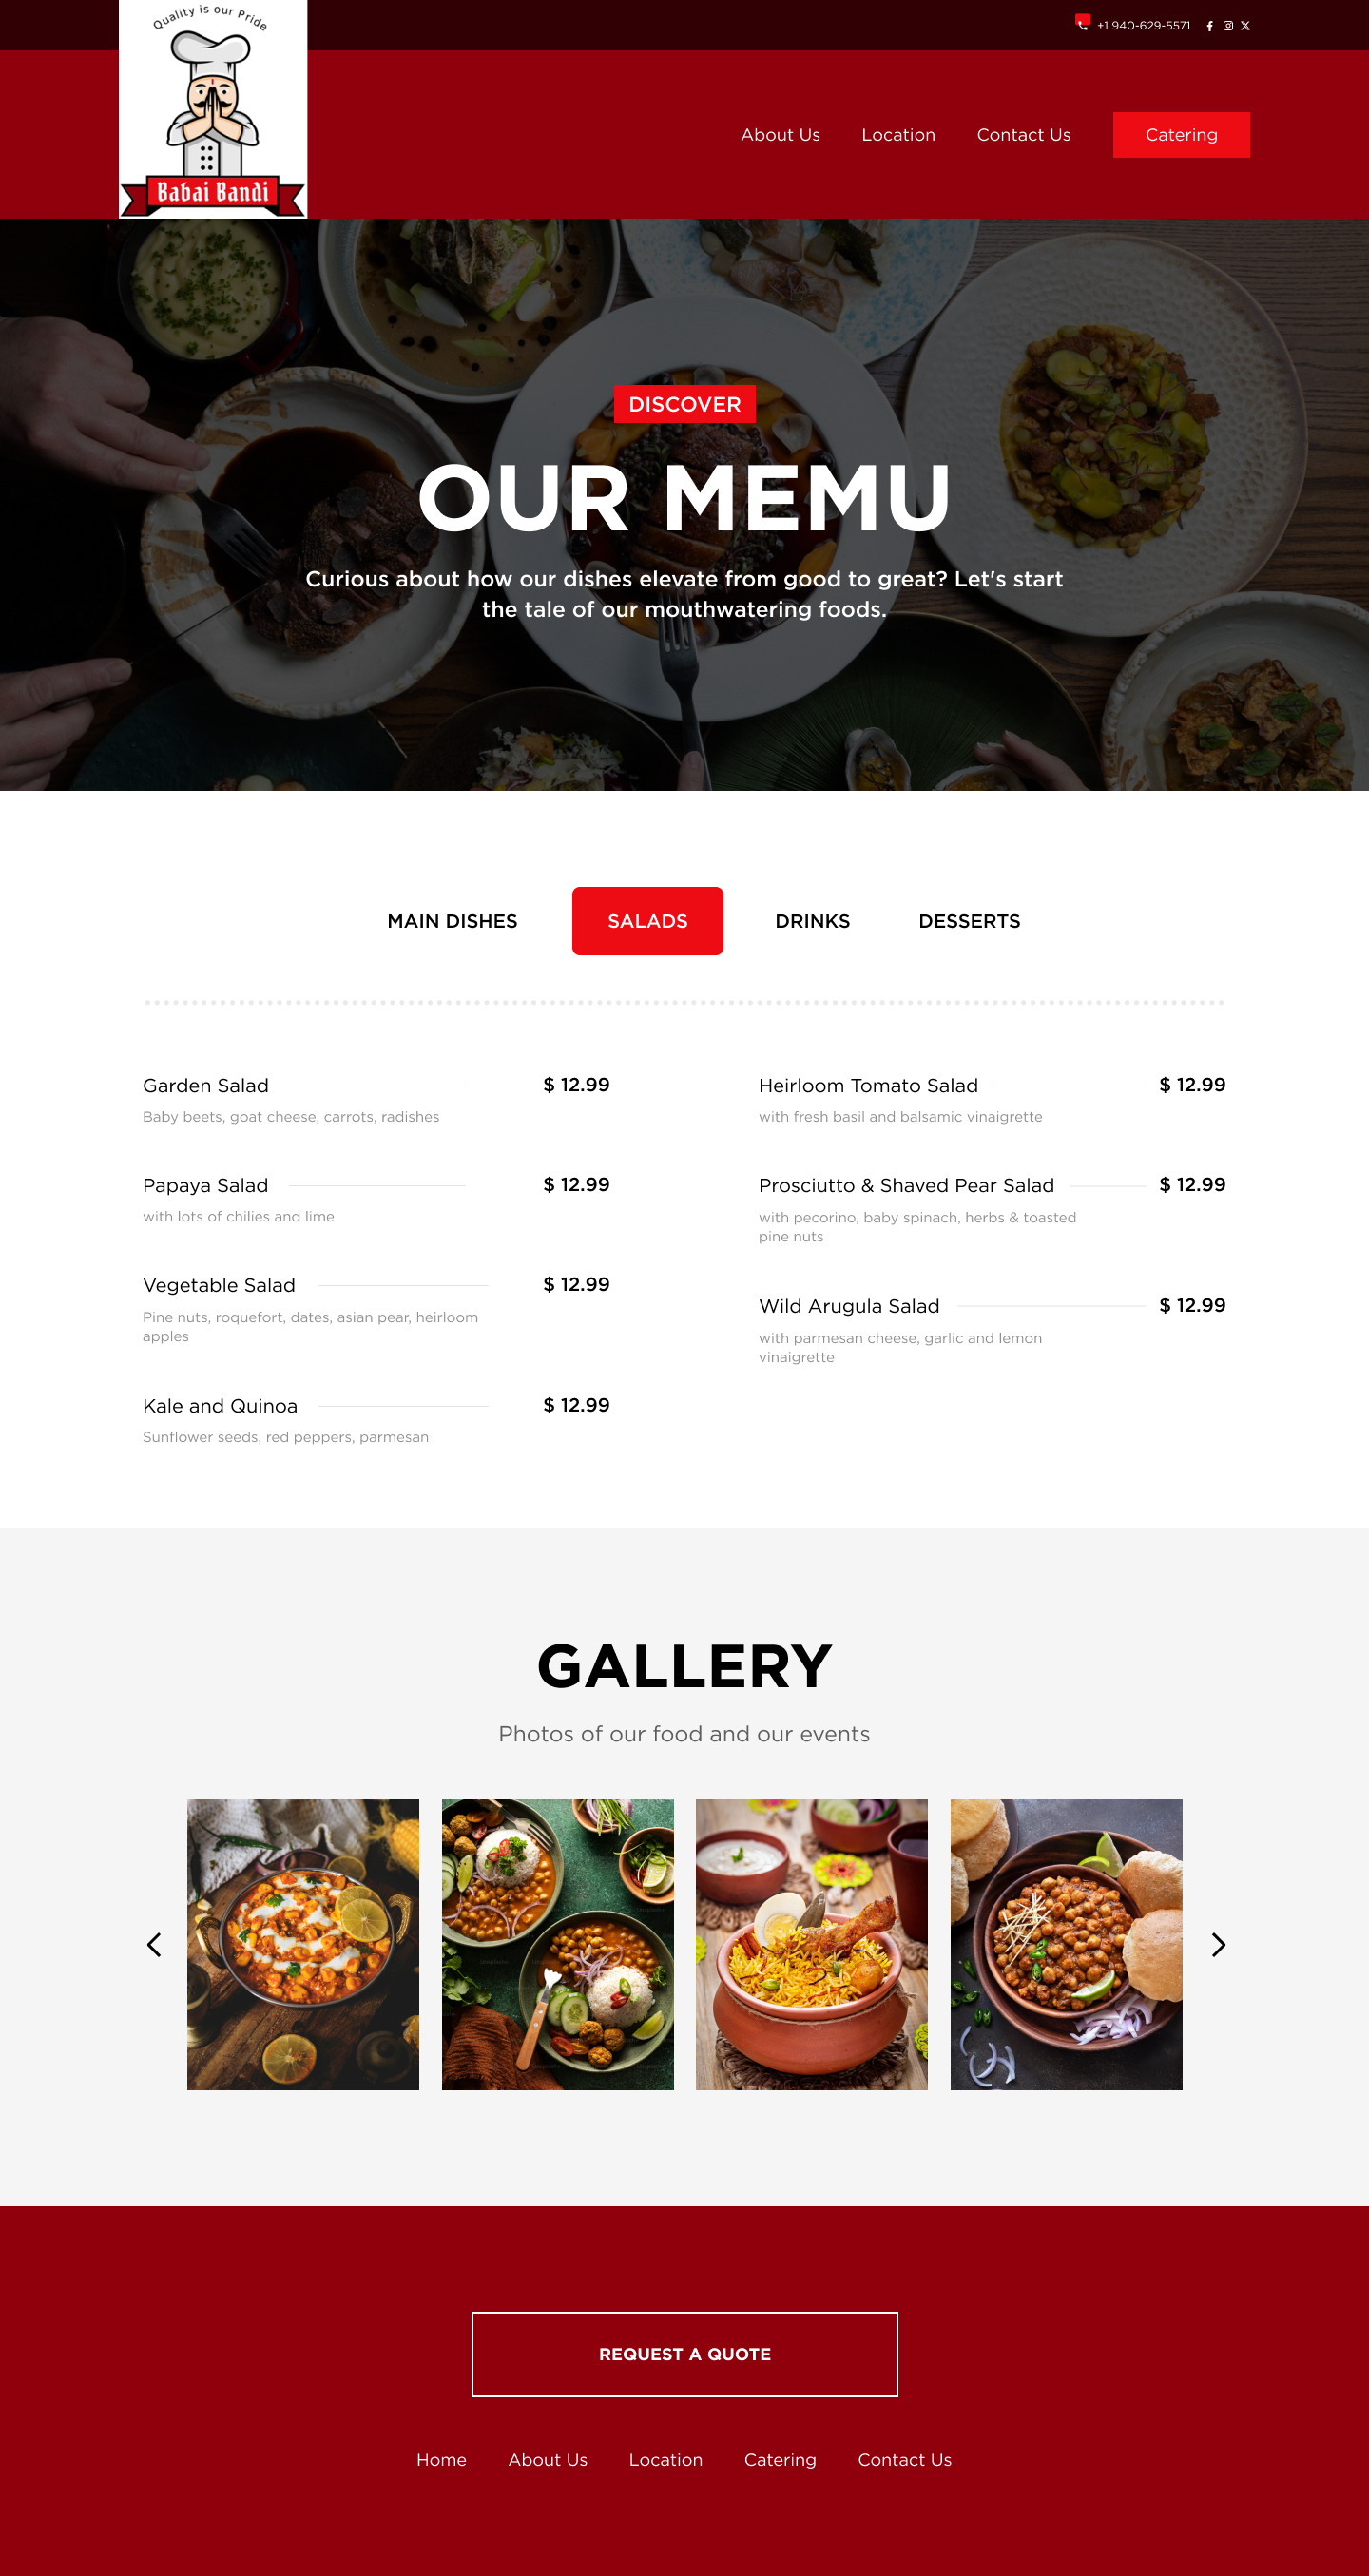 Quality is our Pride
Babai Bandi
+1 940-629-5571
About Us
Location
Contact Us
Catering
DISCOVER
OUR MEMU
Curious about how our dishes elevate from good to great? Let's start
the tale of our mouthwatering foods.
MAIN DISHES
SALADS
DRINKS
DESSERTS
Garden Salad $ 12.99
Baby beets, goat cheese, carrots, radishes
Papaya Salad $ 12.99
with lots of chilies and lime
Vegetable Salad $ 12.99
Pine nuts, roquefort, dates, asian pear, heirloom
apples
Kale and Quinoa $ 12.99
Sunflower seeds, red peppers, parmesan
Heirloom Tomato Salad $ 12.99
with fresh basil and balsamic vinaigrette
Prosciutto & Shaved Pear Salad $ 12.99
with pecorino, baby spinach, herbs & toasted
pine nuts
Wild Arugula Salad $ 12.99
with parmesan cheese, garlic and lemon
vinaigrette
GALLERY
Photos of our food and our events
REQUEST A QUOTE
Home
About Us
Location
Catering
Contact Us